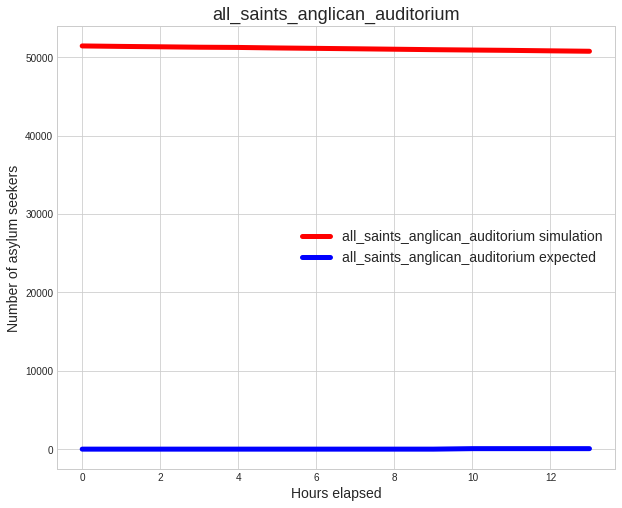 all_saints_anglican_auditorium
50000
40000
30000
20000
10000
0
Number of asylum seekers
all_saints_anglican_auditorium simulation
all_saints_anglican_auditorium expected
0 2 4 6 8 10 12
Hours elapsed